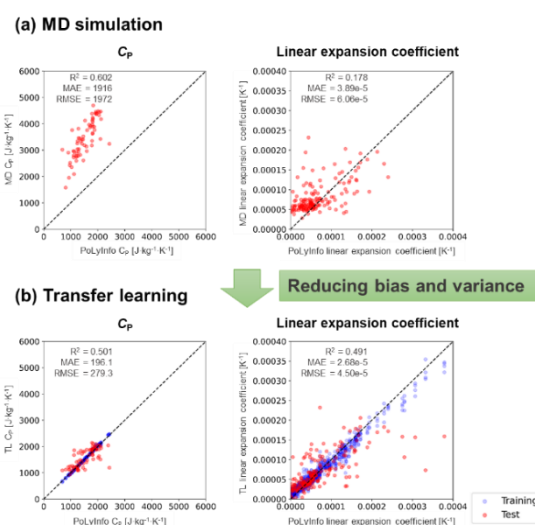 (a) MD simulation
CP
Linear expansion coefficient
R2 = 0.602
MAE = 1916
RMSE = 1972
MD CP [J·kg-1·K-1]
6000
5000
4000
3000
2000
1000
0
0 1000 2000 3000 4000 5000 6000
PoLyInfo CP [J·kg-1·K-1]
R2 = 0.178
MAE = 3.89e-5
RMSE = 6.06e-5
MD linear expansion coefficient [K-1]
0.00040
0.00035
0.00030
0.00025
0.00020
0.00015
0.00010
0.00005
0.00000
0.0000 0.0001 0.0002 0.0003 0.0004
PoLyInfo linear expansion coefficient [K-1]
Reducing bias and variance
(b) Transfer learning
CP
Linear expansion coefficient
R2 = 0.501
MAE = 196.1
RMSE = 279.3
TL CP [J·kg-1·K-1]
6000
5000
4000
3000
2000
1000
0
0 1000 2000 3000 4000 5000 6000
PoLyInfo CP [J·kg-1·K-1]
R2 = 0.491
MAE = 2.68e-5
RMSE = 4.50e-5
TL linear expansion coefficient [K-1]
0.00040
0.00035
0.00030
0.00025
0.00020
0.00015
0.00010
0.00005
0.00000
0.0000 0.0001 0.0002 0.0003 0.0004
PoLyInfo linear expansion coefficient [K-1]
Training
Test